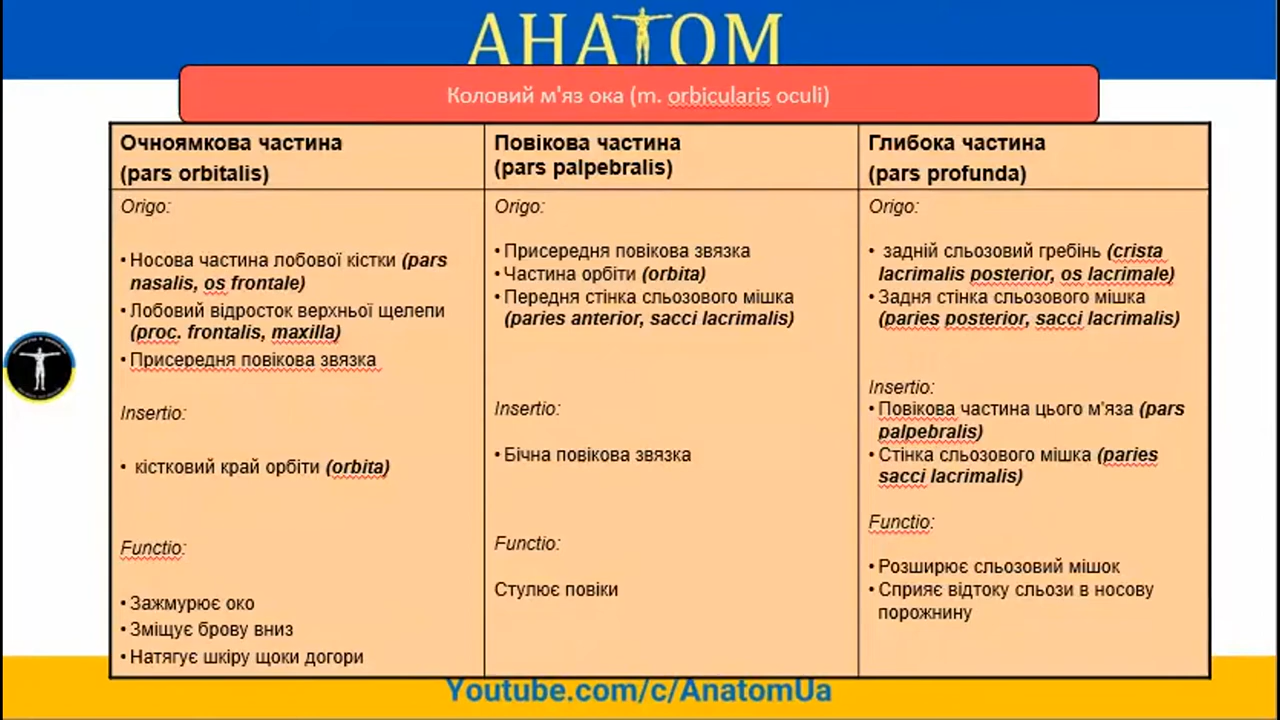 АНАТОМ
Коловий м'яз ока (m. orbicularis oculi)
Очноямкова частина
(pars orbitalis)
Origo:
• Носова частина лобової кістки (pars
nasalis, os frontale)
• Лобовий відросток верхньої щелепи
(proc. frontalis, maxilla)
• Присередня повікова звязка
Insertio:
• кістковий край орбіти (orbita)
Functio:
• Зажмурює око
• Зміщує брову вниз
• Натягує шкіру щоки догори
Повікова частина
(pars palpebralis)
Origo:
• Присередня повікова звязка
• Частина орбіти (orbita)
• Передня стінка сльозового мішка
(paries anterior, sacci lacrimalis)
Insertio:
• Бічна повікова звязка
Functio:
Стулює повіки
Глибока частина
(pars profunda)
Origo:
• задній сльозовий гребінь (crista
lacrimalis posterior, os lacrimale)
• Задня стінка сльозового мішка
(paries posterior, sacci lacrimalis)
Insertio:
• Повікова частина цього м'яза (pars
palpebralis)
• Стінка сльозового мішка (paries
sacci lacrimalis)
Functio:
• Розширює сльозовий мішок
• Сприяє відтоку сльози в носову
порожнину
Youtube.com/c/AnatomUa